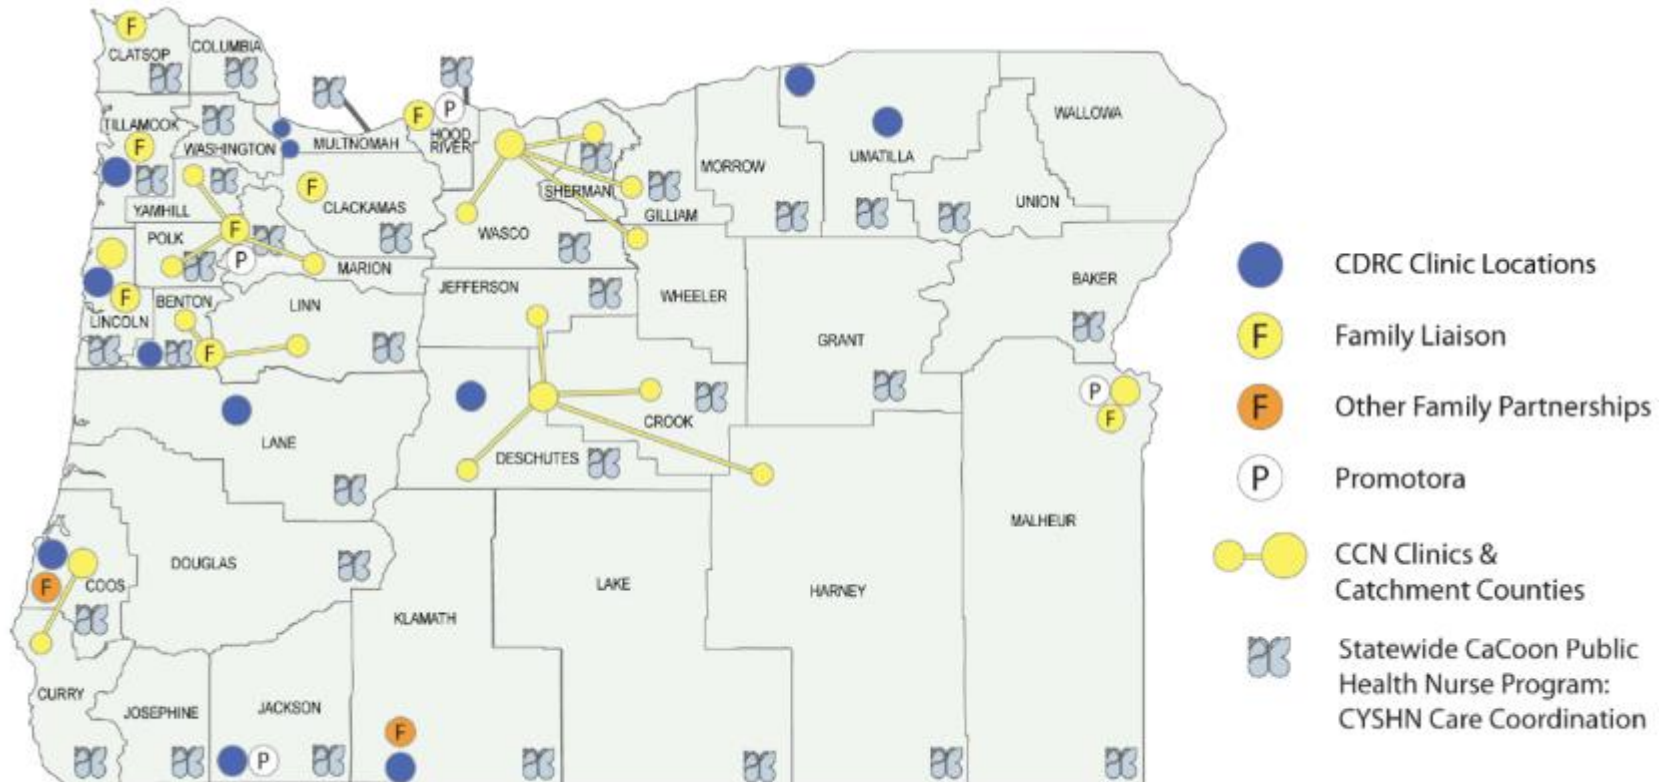 F
CLATSOP
COLUMBIA
TILLAMOOK
F
WASHINGTON
MULTNOMAH
F
P
HOOD
RIVER
YAMHILL
F
CLACKAMAS
POLK
F
P
MARION
WASCO
SHERMAN
GILLIAM
MORROW
UMATILLA
UNION
WALLOWA
F
LINCOLN
BENTON
F
LINN
JEFFERSON
WHEELER
GRANT
BAKER
LANE
DESCHUTES
CROOK
P
F
MALHEUR
F
COOS
DOUGLAS
CURRY
JOSEPHINE
JACKSON
P
KLAMATH
F
LAKE
HARNEY
CDRC Clinic Locations
F
Family Liaison
F
Other Family Partnerships
P
Promotora
CCN Clinics &
Catchment Counties
Statewide CaCoon Public
Health Nurse Program:
CYSHN Care Coordination